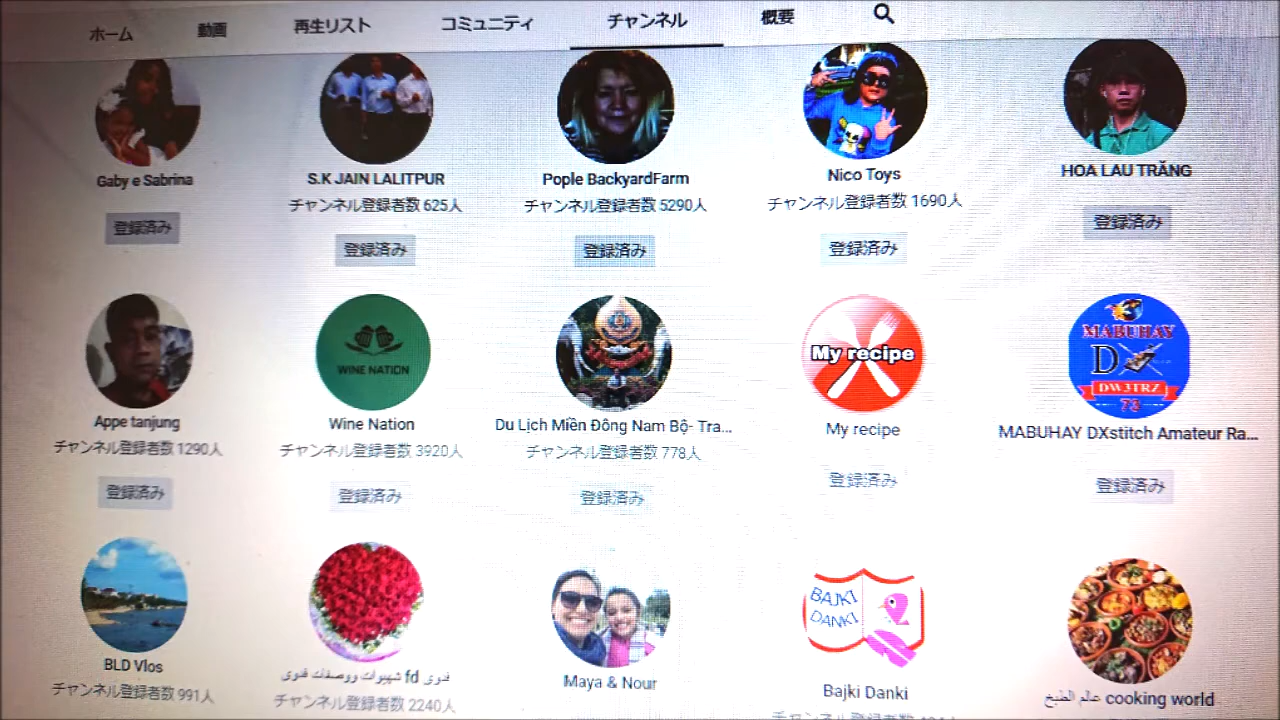 ホーム 動画 再生リスト コミュニティ チャンネル 概要
Gaby e Sabrina
登録済み
S.S.JAIN LALITPUR
チャンネル登録者数 625人
登録済み
Pople BackyardFarm
チャンネル登録者数 5290人
登録済み
Nico Toys
チャンネル登録者数 1690人
登録済み
HOA LAU TRẮNG
登録済み
Appe tanjung
チャンネル登録者数 1290人
登録済み
WINE NATION
Wine Nation
チャンネル登録者数 3920人
登録済み
Du Lịch Miền Đông Nam Bộ- Tra...
チャンネル登録者数 778人
登録済み
My recipe
My recipe
登録済み
MABUHAY
DX
DW3TRZ
73
MABUHAY DXstitch Amateur Ra...
登録済み
BLD Vlos
チャンネル登録者数 991人
fd شهيوات ووصفات فدوى
チャンネル登録者数 2240人
Maya & Nour
BAJKI
DANKI
Bajki Danki
عالم الطبخ cooking world